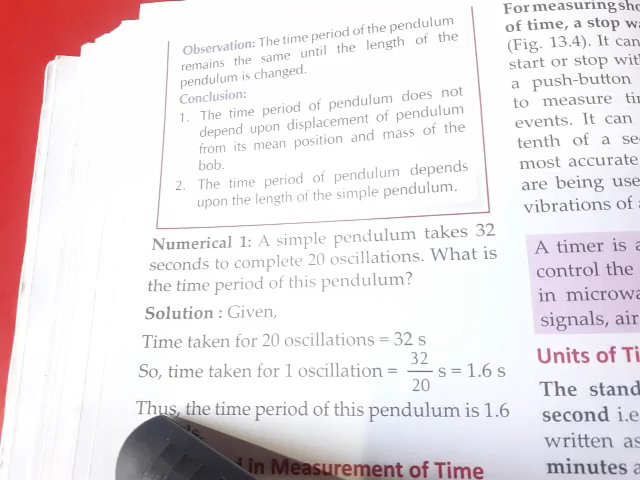 Observation: The time period of the pendulum
remains the same until the length of the
pendulum is changed.
Conclusion:
1. The time period of pendulum does not
depend upon displacement of pendulum
from its mean position and mass of the
bob.
2. The time period of pendulum depends
upon the length of the simple pendulum.
Numerical 1: A simple pendulum takes 32
seconds to complete 20 oscillations. What is
the time period of this pendulum?
Solution : Given,
Time taken for 20 oscillations = 32 s
So, time taken for 1 oscillation = 32/20 s = 1.6 s
Thus, the time period of this pendulum is 1.6
in Measurement of Time
For measuring
of time, a stop
(Fig. 13.4). It can
start or stop
a push-button
to measure
events. It can
tenth of a
most accurate
are being
vibrations of
A timer is
control the
in
signals, air
Units of
The
second i.e
written as
minutes